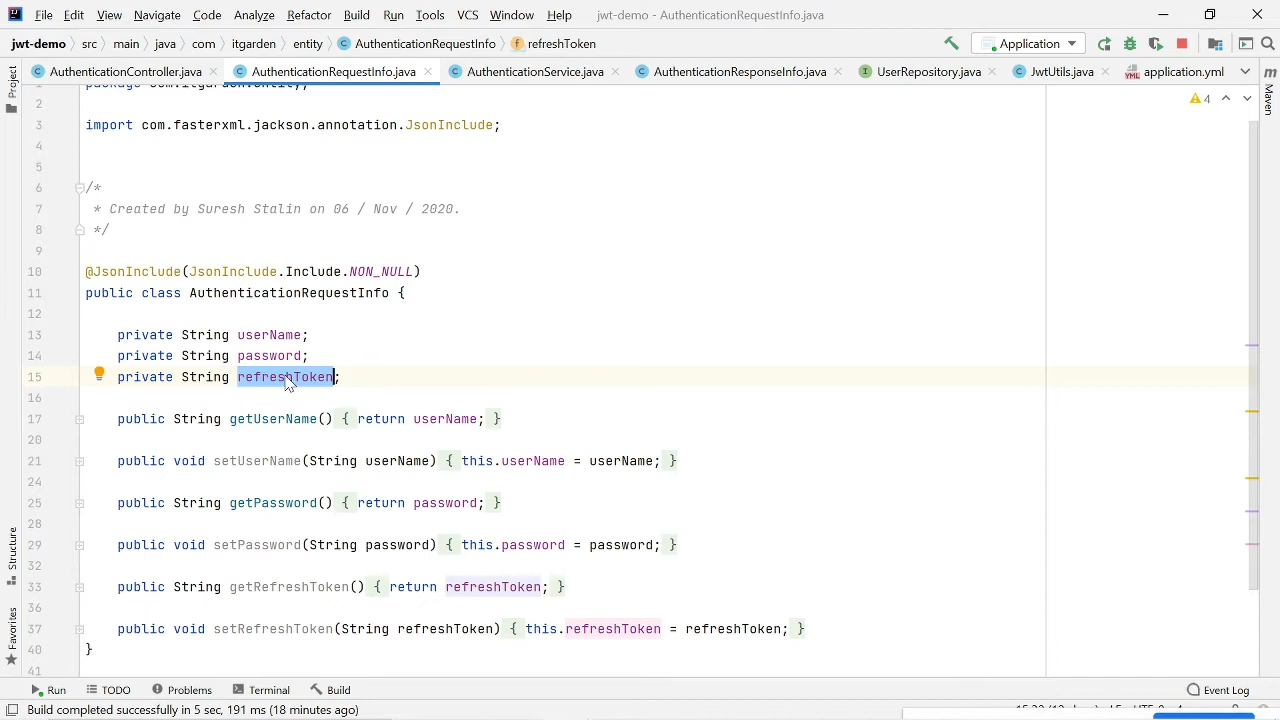 File Edit View Navigate Code Analyze Refactor Build Run Tools VCS Window Help jwt-demo - AuthenticationRequestInfo.java
jwt-demo src main java com itgarden entity AuthenticationRequestInfo refreshToken Application
AuthenticationController.java AuthenticationRequestInfo.java AuthenticationService.java AuthenticationResponseInfo.java UserRepository.java JwtUtils.java application.yml
Project
Maven
4
2
3 import com.fasterxml.jackson.annotation.JsonInclude;
4
5
6 /*
7 * Created by Suresh Stalin on 06 / Nov / 2020.
8 */
9
10 @JsonInclude(JsonInclude.Include.NON_NULL)
11 public class AuthenticationRequestInfo {
12
13 private String userName;
14 private String password;
15 private String refreshToken;
16
17 public String getUserName() { return userName; }
20
21 public void setUserName(String userName) { this.userName = userName; }
24
25 public String getPassword() { return password; }
28
29 public void setPassword(String password) { this.password = password; }
32
33 public String getRefreshToken() { return refreshToken; }
36
37 public void setRefreshToken(String refreshToken) { this.refreshToken = refreshToken; }
40 }
41
Structure
Favorites
Run TODO Problems Terminal Build Event Log
Build completed successfully in 5 sec, 191 ms (18 minutes ago)